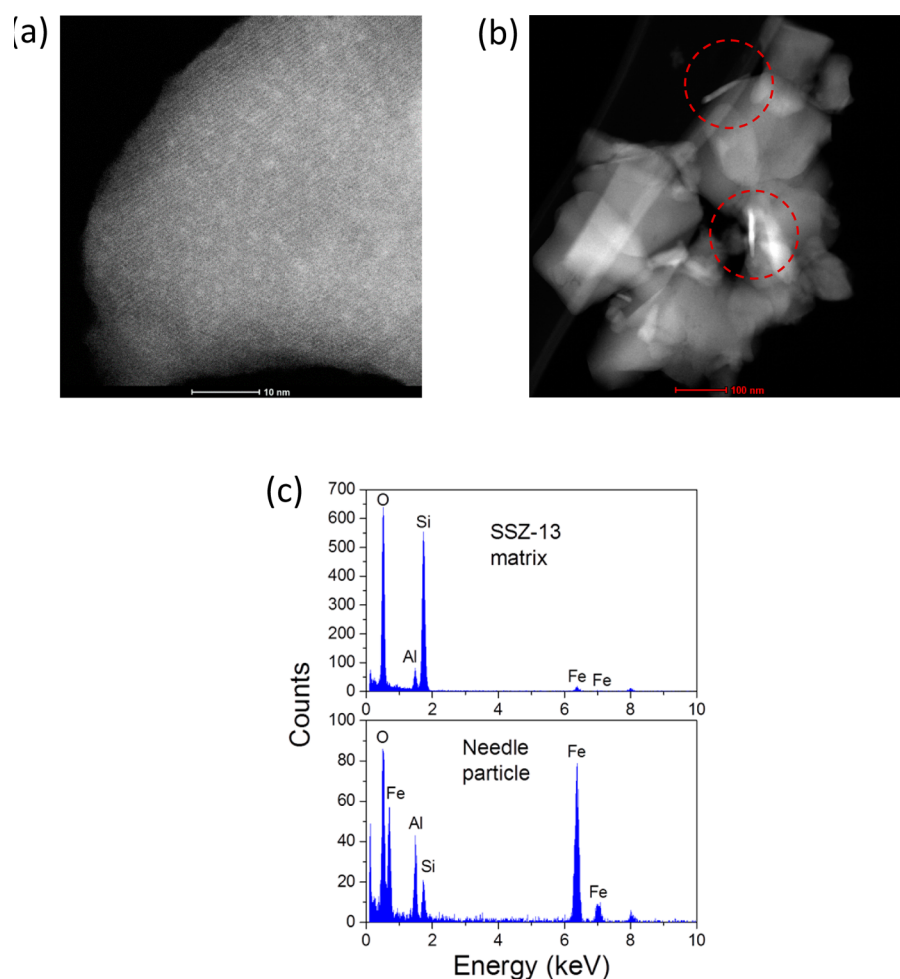 (a)
10 nm
(b)
100 nm
(c)
Counts
700
600
500
400
300
200
100
0
O
Al
Si
SSZ-13
matrix
Fe
Fe
0
2
4
6
8
10
100
80
60
40
20
0
O
Fe
Al
Si
Needle
particle
Fe
Fe
0
2
4
6
8
10
Energy (keV)